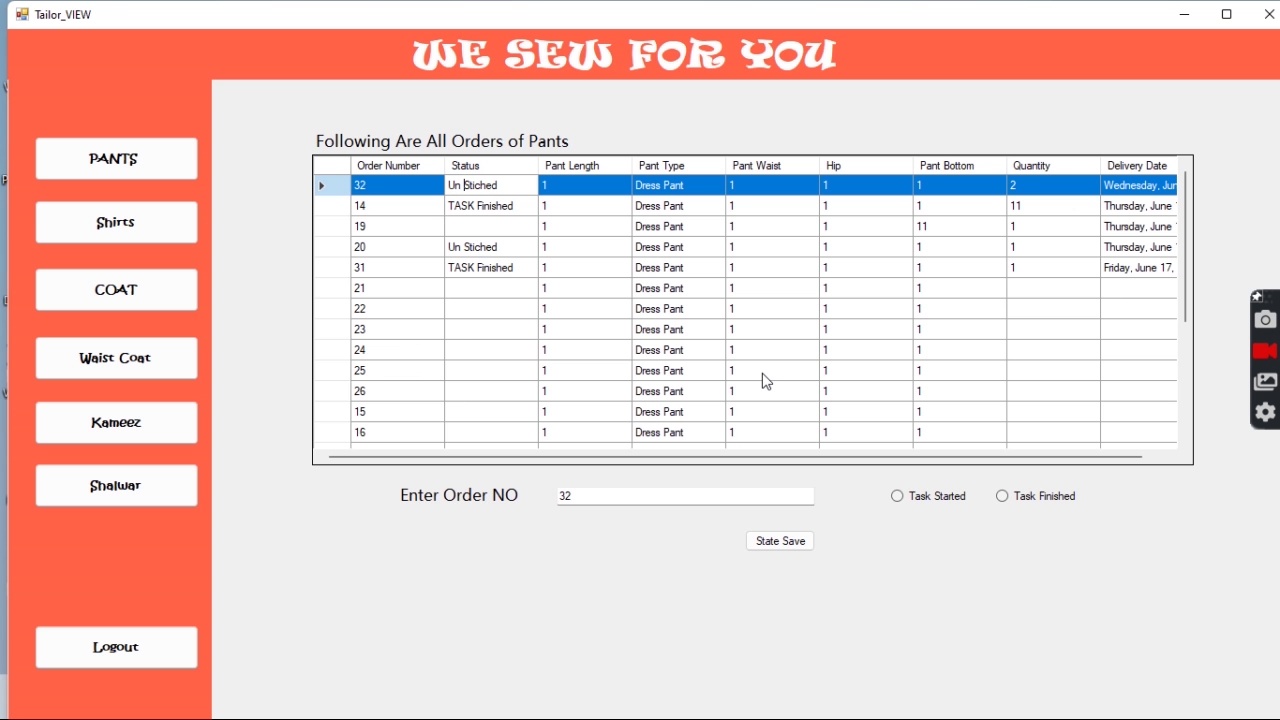 Tailor_VIEW
WE SEW FOR YOU
PANTS
Shirts
COAT
Waist Coat
Kameez
Shalwar
Logout
Following Are All Orders of Pants
Order Number Status Pant Length Pant Type Pant Waist Hip Pant Bottom Quantity Delivery Date
32 Un Stiched 1 Dress Pant 1 1 1 2 Wednesday, Jun
14 TASK Finished 1 Dress Pant 1 1 1 11 Thursday, June
19 1 Dress Pant 1 1 11 1 Thursday, June
20 Un Stiched 1 Dress Pant 1 1 1 1 Thursday, June
31 TASK Finished 1 Dress Pant 1 1 1 1 Friday, June 17,
21 1 Dress Pant 1 1 1
22 1 Dress Pant 1 1 1
23 1 Dress Pant 1 1 1
24 1 Dress Pant 1 1 1
25 1 Dress Pant 1 1 1
26 1 Dress Pant 1 1 1
15 1 Dress Pant 1 1 1
16 1 Dress Pant 1 1 1
Enter Order NO 32 Task Started Task Finished
State Save